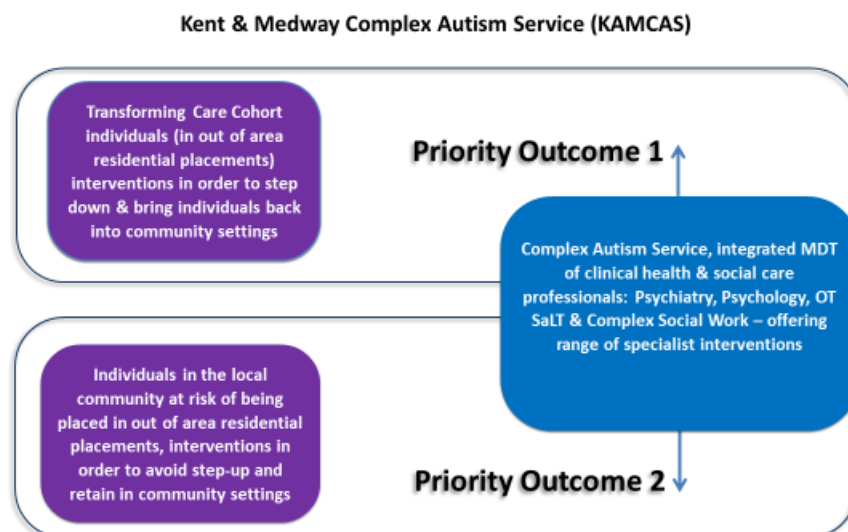 Kent & Medway Complex Autism Service (KAMCAS)
Transforming Care Cohort
individuals (in out of area
residential placements)
interventions in order to step
down & bring individuals back
into community settings
Priority Outcome 1
Complex Autism Service, integrated MDT
of clinical health & social care
professionals: Psychiatry, Psychology, OT
SaLT & Complex Social Work – offering
range of specialist interventions
Individuals in the local
community at risk of being
placed in out of area residential
placements, interventions in
order to avoid step-up and
retain in community settings
Priority Outcome 2